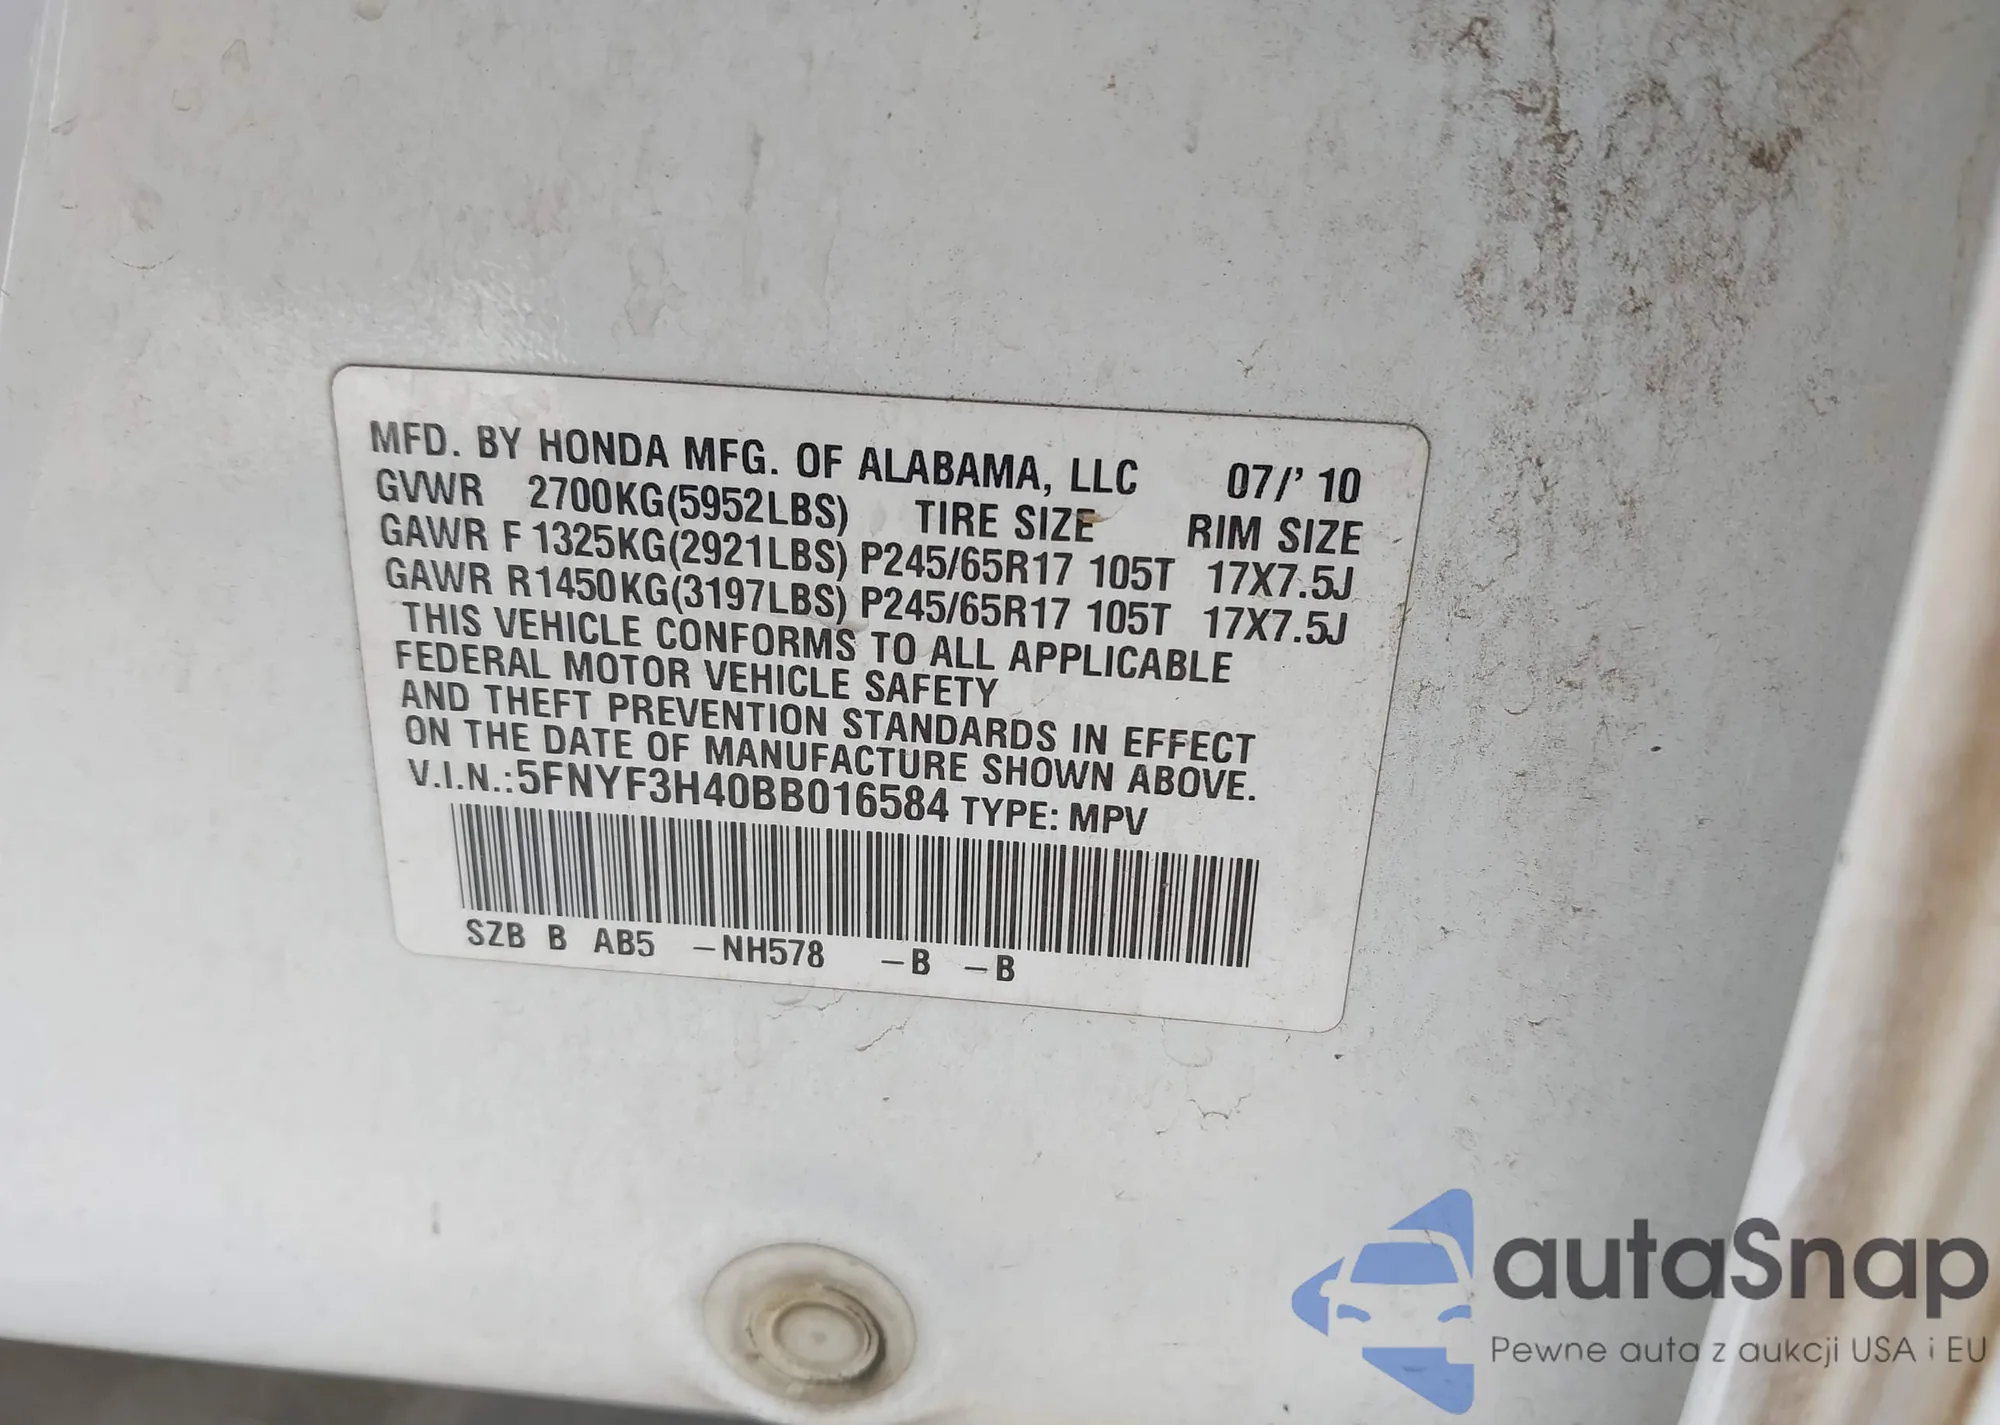 MFD. BY HONDA MFG. OF ALABAMA, LLC 07/' 10
GVWR 2700KG(5952LBS) TIRE SIZE RIM SIZE
GAWR F 1325KG(2921LBS) P245/65R17 105T 17X7.5J
GAWR R1450KG(3197LBS) P245/65R17 105T 17X7.5J
THIS VEHICLE CONFORMS TO ALL APPLICABLE
FEDERAL MOTOR VEHICLE SAFETY
AND THEFT PREVENTION STANDARDS IN EFFECT
ON THE DATE OF MANUFACTURE SHOWN ABOVE.
V.I.N.:5FNYF3H40BB016584 TYPE: MPV
SZB B AB5 -NH578 -B -B
autaSnap
Pewne auta z aukcji USA i EU